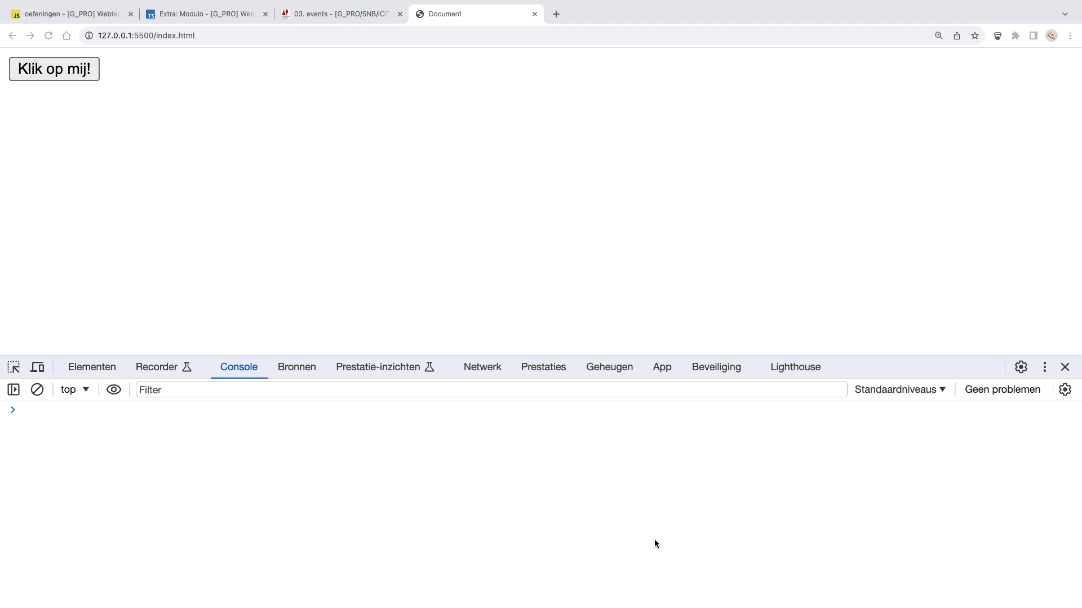 oefeningen - [G_PRO] Webte
Extra: Modulo - [G_PRO] Web
03. events - [G_PRO/SNB/IOT
Document
127.0.0.1:5500/index.html
Klik op mij!
Elementen Recorder Console Bronnen Prestatie-inzichten Netwerk Prestaties Geheugen App Beveiliging Lighthouse
top Filter Standaardniveaus Geen problemen